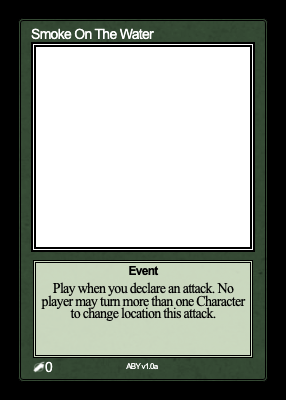 Smoke On The Water
Event
Play when you declare an attack. No
player may turn more than one Character
to change location this attack.
0
ABY v1.0a